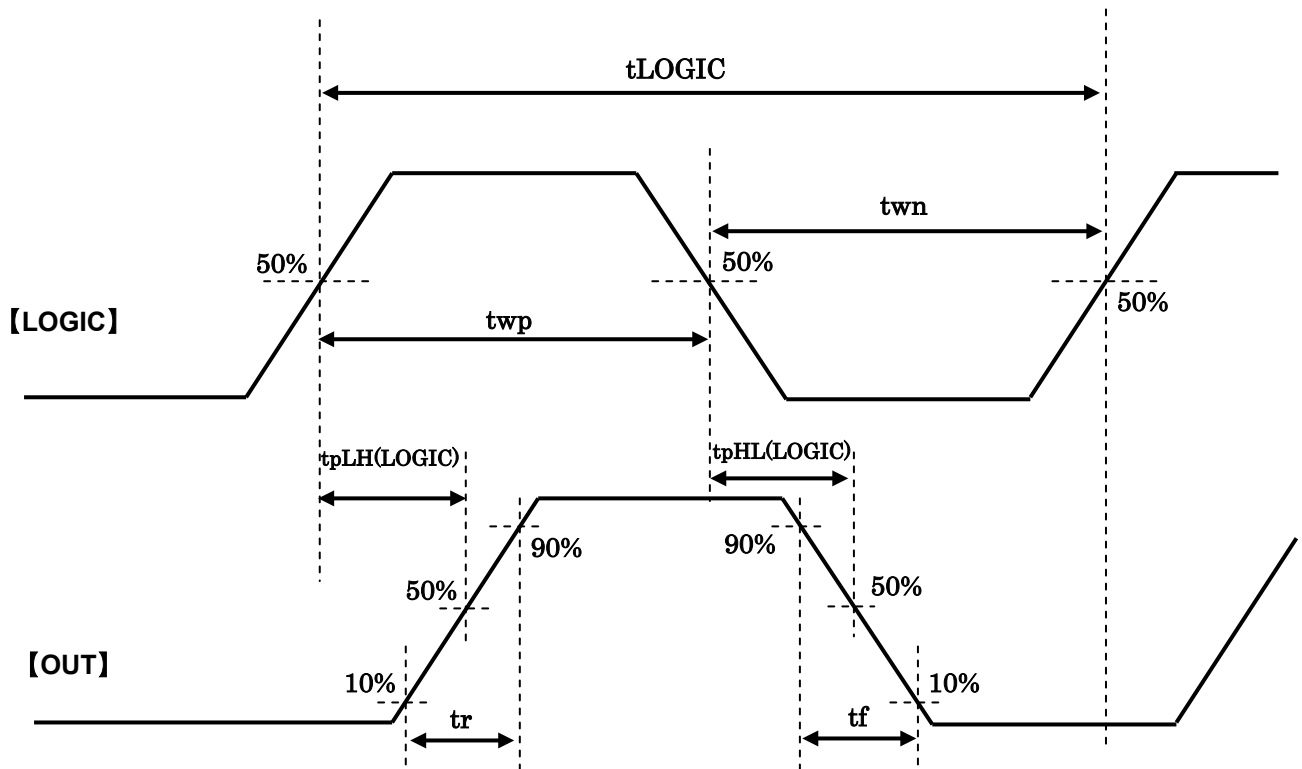 tLOGIC
twn
50%
50%
50%
【LOGIC】
twp
tpLH(LOGIC)
tpHL(LOGIC)
90%
90%
50%
50%
【OUT】
10%
10%
tr
tf